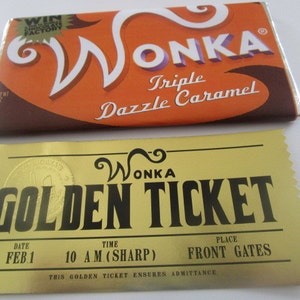 WIN
FACTORY
WONKA®
Triple
Dazzle Caramel
WONKA
GOLDEN TICKET
DATE TIME PLACE
FEB 1 10 A M (SHARP) FRONT GATES
THIS GOLDEN TICKET ENSURES ADMITTANCE